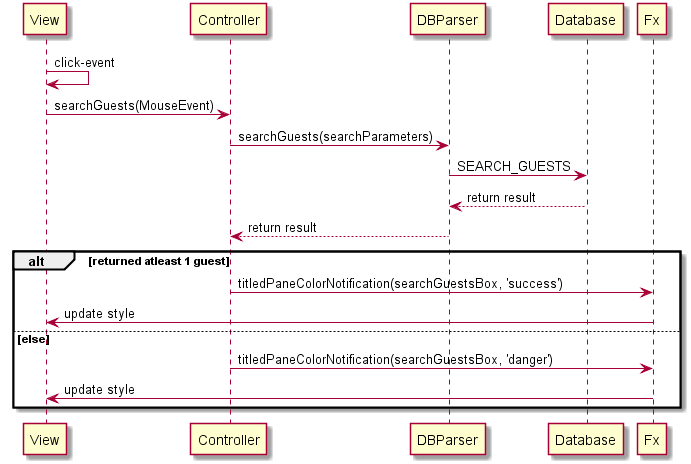 View Controller DBParser Database Fx
click-event
searchGuests(MouseEvent)
searchGuests(searchParameters)
SEARCH_GUESTS
return result
return result
alt [returned atleast 1 guest]
titledPaneColorNotification(searchGuestsBox, 'success')
update style
[else]
titledPaneColorNotification(searchGuestsBox, 'danger')
update style
View Controller DBParser Database Fx